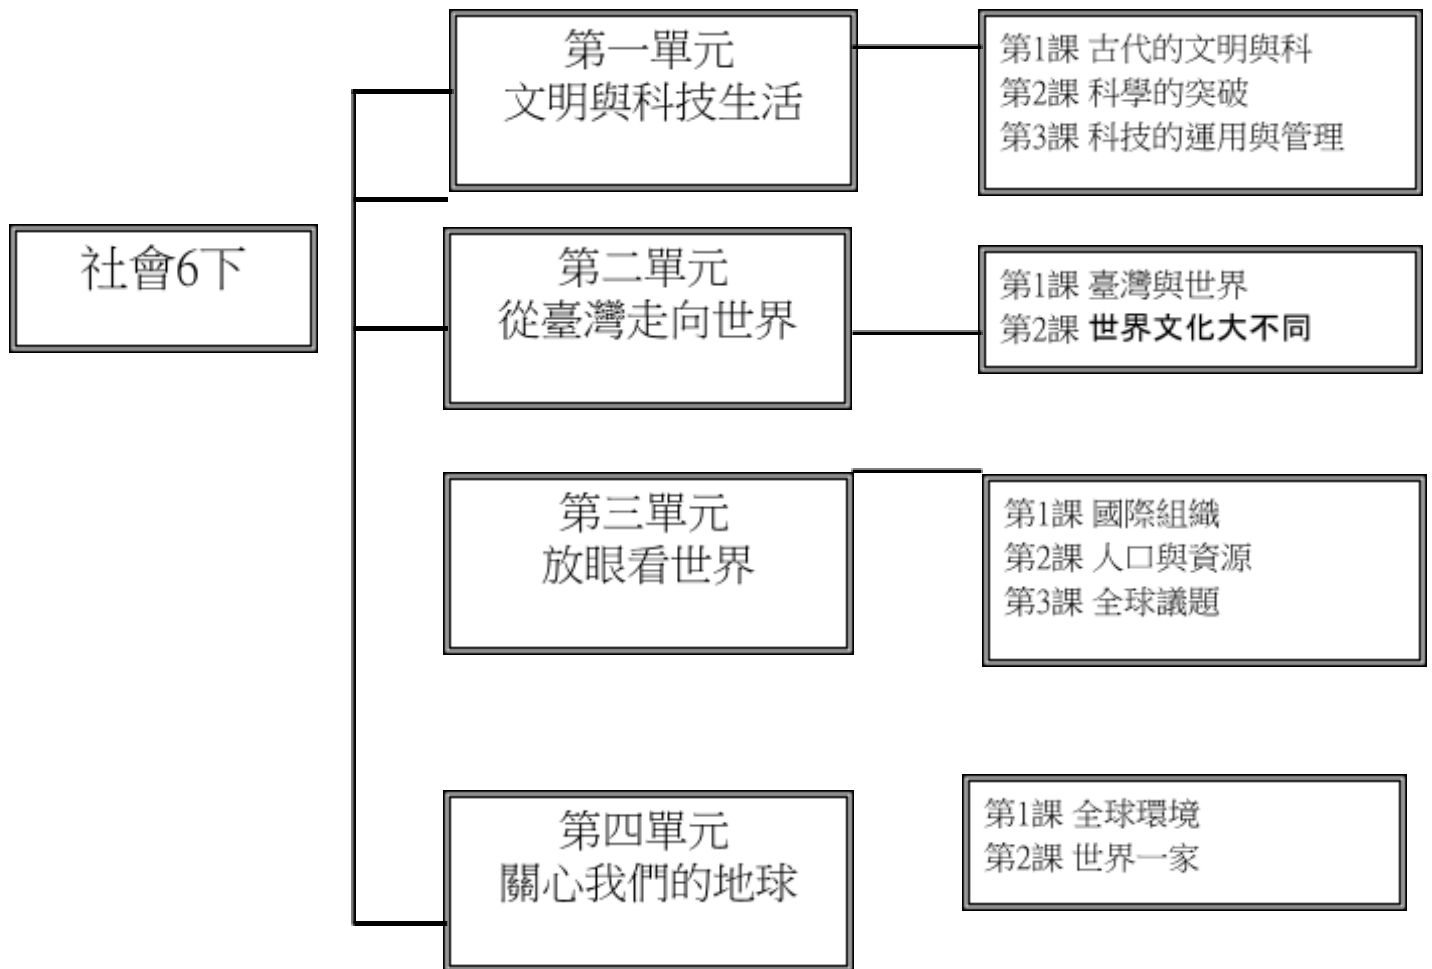 社會6下
第一單元
文明與科技生活
第1課 古代的文明與科
第2課 科學的突破
第3課 科技的運用與管理
第二單元
從臺灣走向世界
第1課 臺灣與世界
第2課 世界文化大不同
第三單元
放眼看世界
第1課 國際組織
第2課 人口與資源
第3課 全球議題
第四單元
關心我們的地球
第1課 全球環境
第2課 世界一家